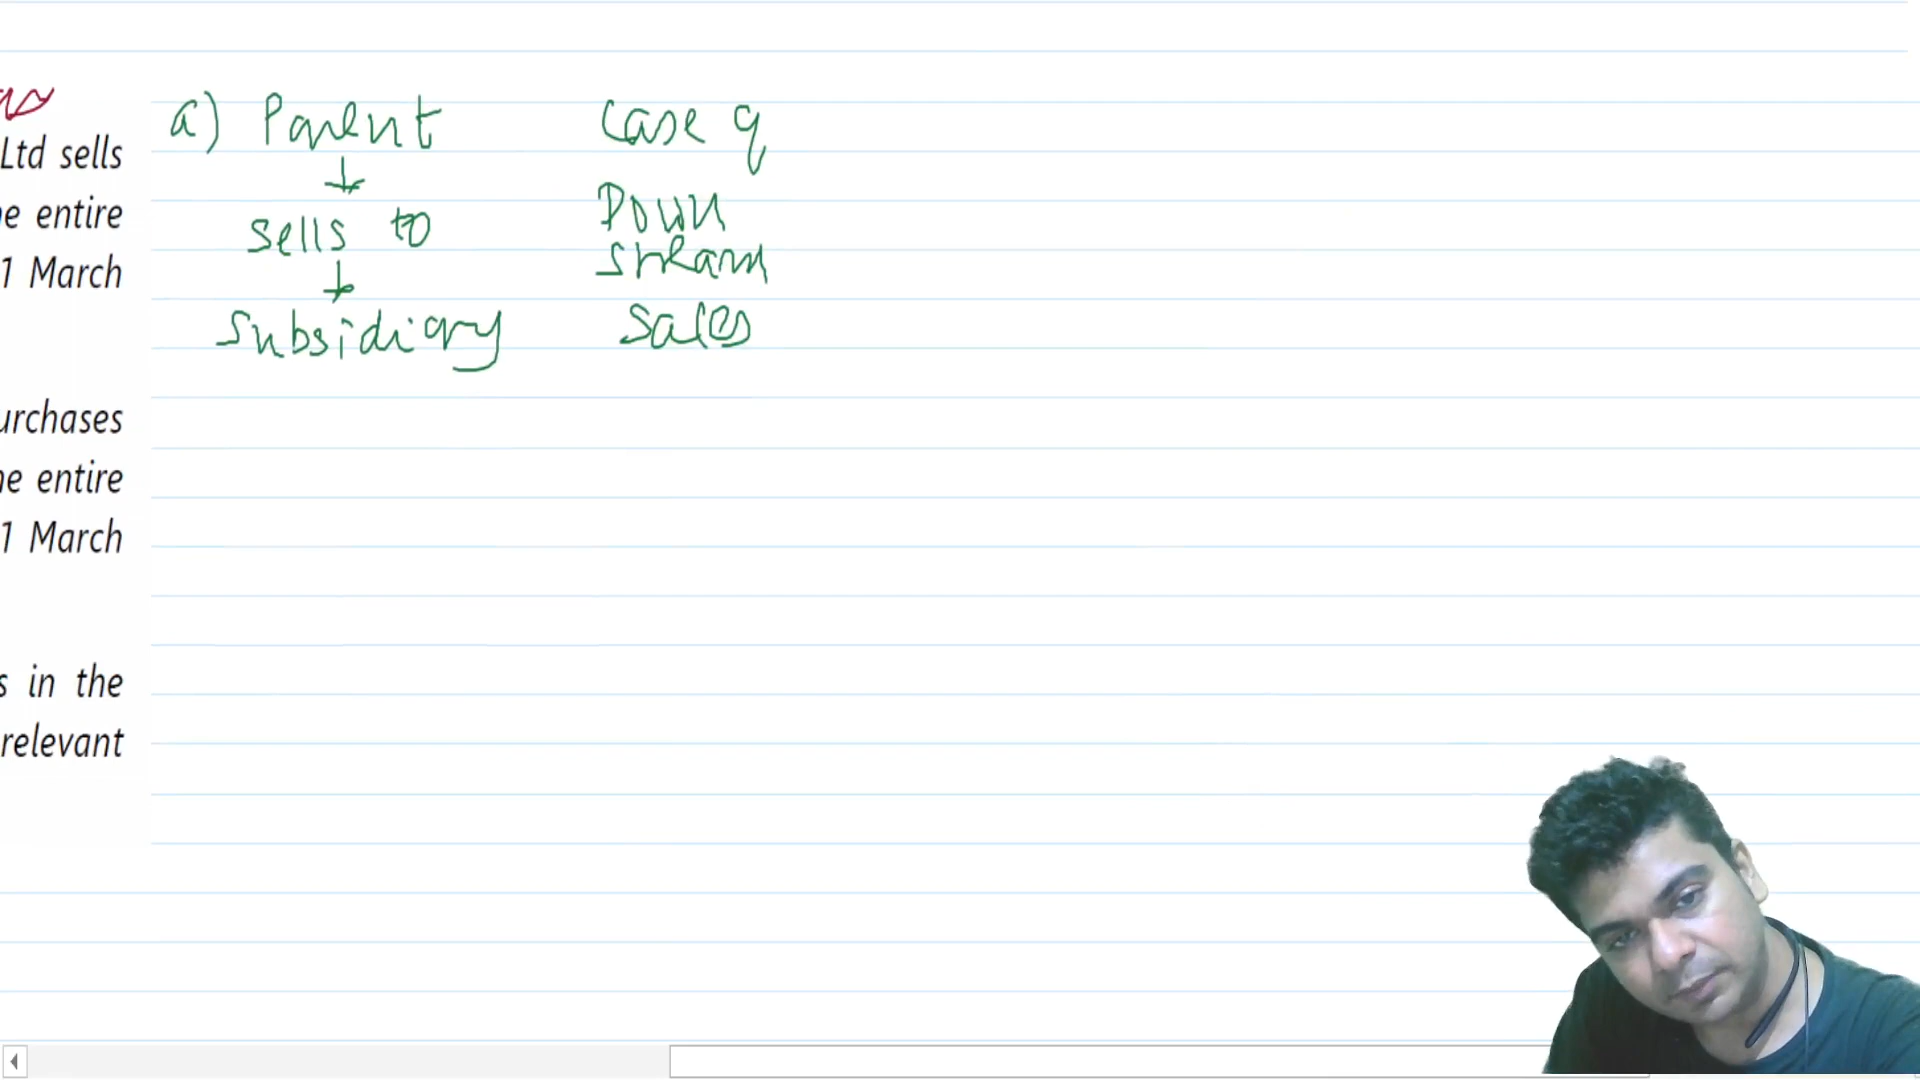 Ltd sells
e entire
1 March
urchases
e entire
1 March
s in the
relevant
a) Parent
sells to
Subsidiary
Case of
Down
Stream
Sales